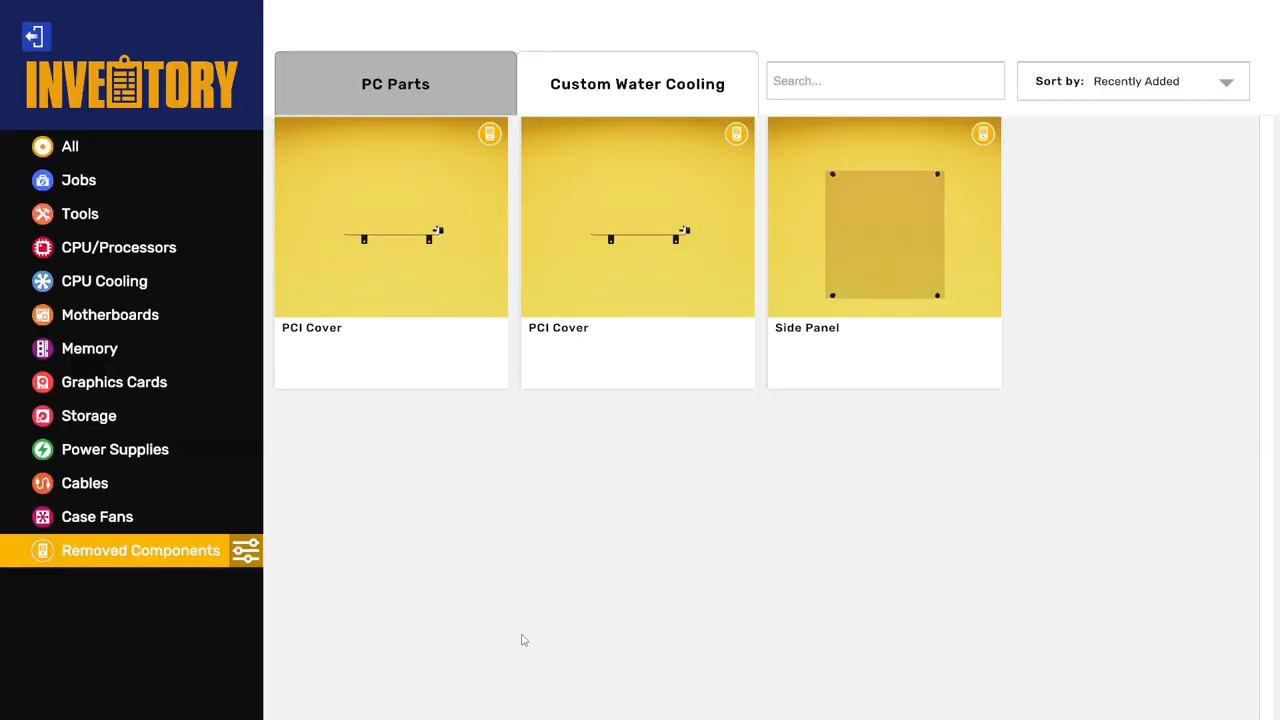 INVENTORY
All
Jobs
Tools
CPU/Processors
CPU Cooling
Motherboards
Memory
Graphics Cards
Storage
Power Supplies
Cables
Case Fans
Removed Components
PC Parts
Custom Water Cooling
Search...
Sort by: Recently Added
PCI Cover
PCI Cover
Side Panel